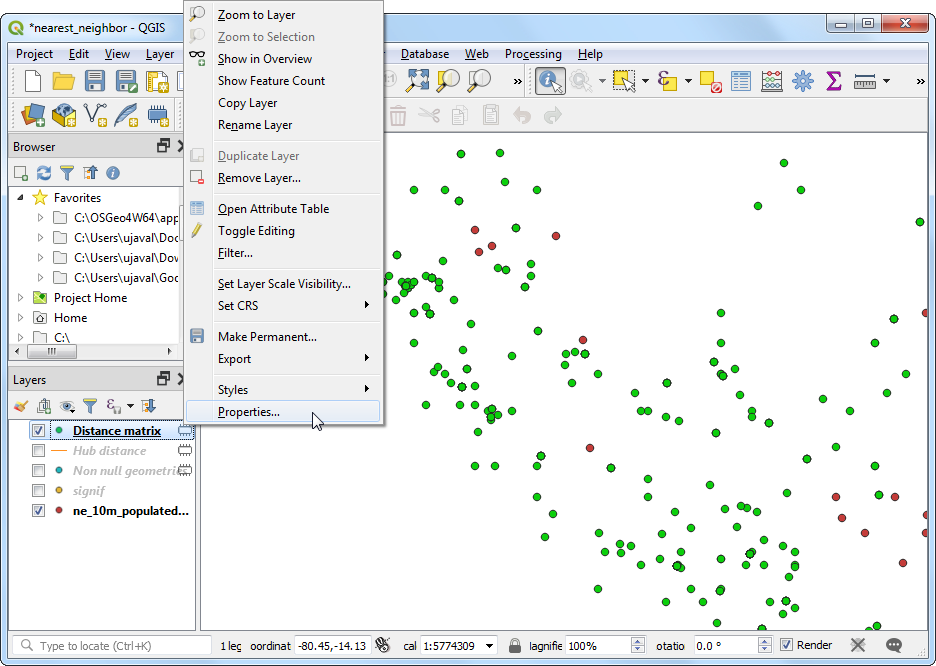 *nearest_neighbor - QGIS
Project Edit View Layer Database Web Processing Help
Zoom to Layer
Zoom to Selection
Show in Overview
Show Feature Count
Copy Layer
Rename Layer
Duplicate Layer
Remove Layer...
Open Attribute Table
Toggle Editing
Filter...
Set Layer Scale Visibility...
Set CRS
Make Permanent...
Export
Styles
Properties...
Browser
Favorites
C:\OSGeo4W64\app
C:\Users\ujaval\Doc
C:\Users\ujaval\Dov
C:\Users\ujaval\Goc
Project Home
Home
C:\
Layers
Distance matrix
Hub distance
Non null geometries
signif
ne_10m_populated...
Type to locate (Ctrl+K) 1 leg oordinat -80.45,-14.13 cal 1:5774309 lagnifie 100% otatio 0.0 ° Render